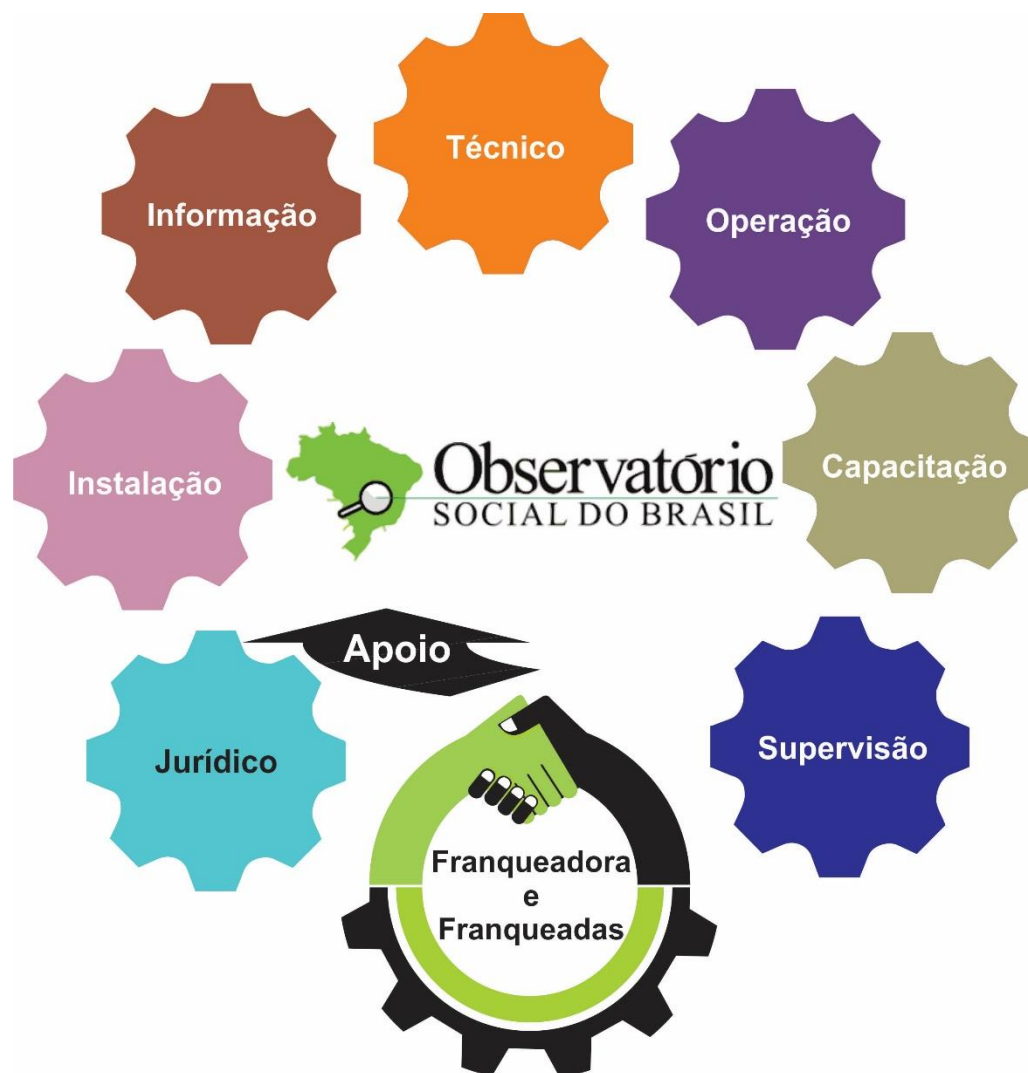 Técnico
Informação
Operação
Instalação
Observatório
SOCIAL DO BRASIL
Capacitação
Apoio
Jurídico
Supervisão
Franqueadora
e
Franqueadas